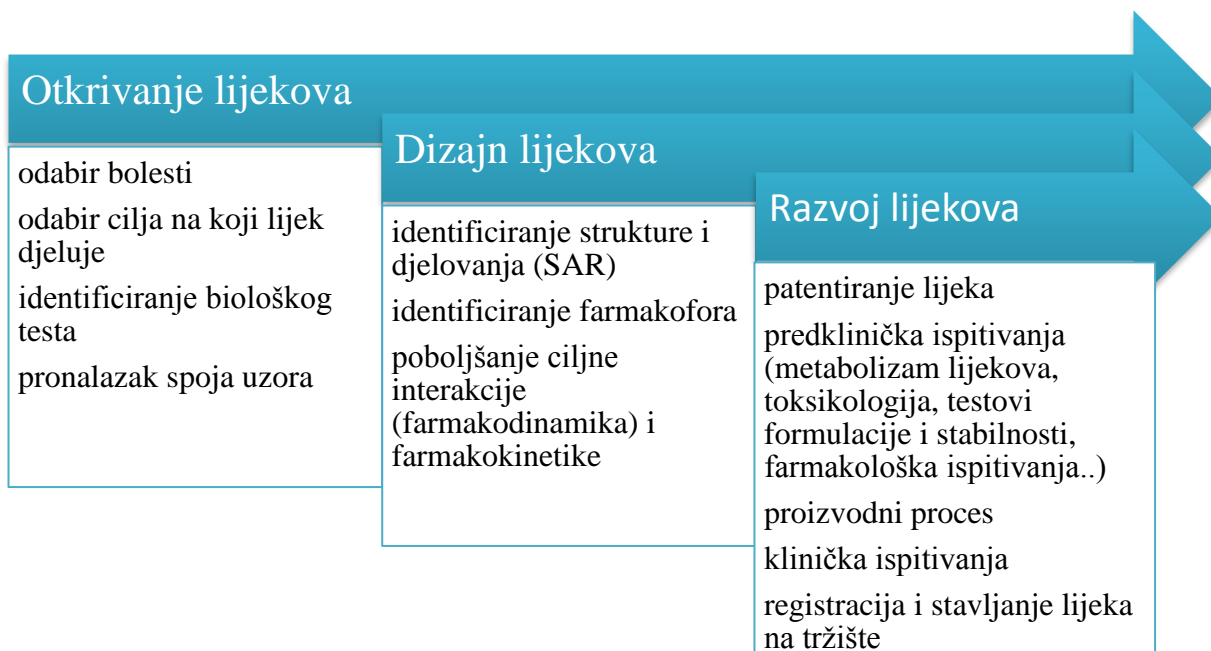 Otkrivanje lijekova
odabir bolesti
odabir cilja na koji lijek
djeluje
identificiranje biološkog
testa
pronalazak spoja uzora
Dizajn lijekova
identificiranje strukture i
djelovanja (SAR)
identificiranje farmakofora
poboljšanje ciljne
interakcije
(farmakodinamika) i
farmakokinetike
Razvoj lijekova
patentiranje lijeka
predklinička ispitivanja
(metabolizam lijekova,
toksikologija, testovi
formulacije i stabilnosti,
farmakološka ispitivanja..)
proizvodni proces
klinička ispitivanja
registracija i stavljanje lijeka
na tržište